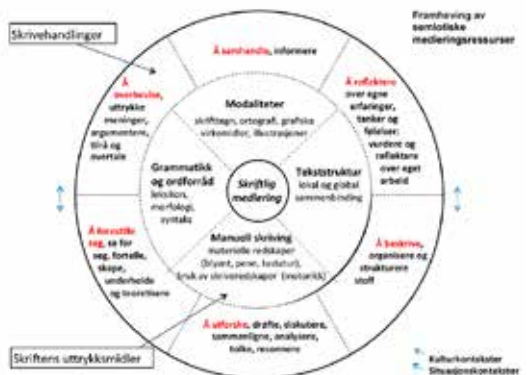 Skrivehandlinger
Framheving av
semiotiske
medieringsressurser
Å samhandle, informere
Å
overbevise,
uttrykke
meninger,
argumentere,
tilrå og
overtale
Å reflektere
over egne
erfaringer,
tanker og
følelser;
vurdere og
reflektere
over eget
arbeid
Modaliteter
skrifttegn, ortografi, grafiske
virkemidler, illustrasjoner
Grammatikk
og ordforråd
leksikon,
morfologi,
syntaks
Skriftlig
mediering
Tekststruktur
lokal og global
sammenbinding
Manuell skriving
materielle redskaper
(blyant, penn, tastatur),
bruk av skriveredskaper (motorikk)
Å forestille
seg, se for
seg, fortelle,
skape,
underholde
og teoretisere
Å beskrive,
organisere og
strukturere
stoff
Å utforske, drøfte, diskutere,
sammenligne, analysere,
tolke, resonnere
Skriftens uttrykksmidler
Kulturkontekster
Situasjonskontekster